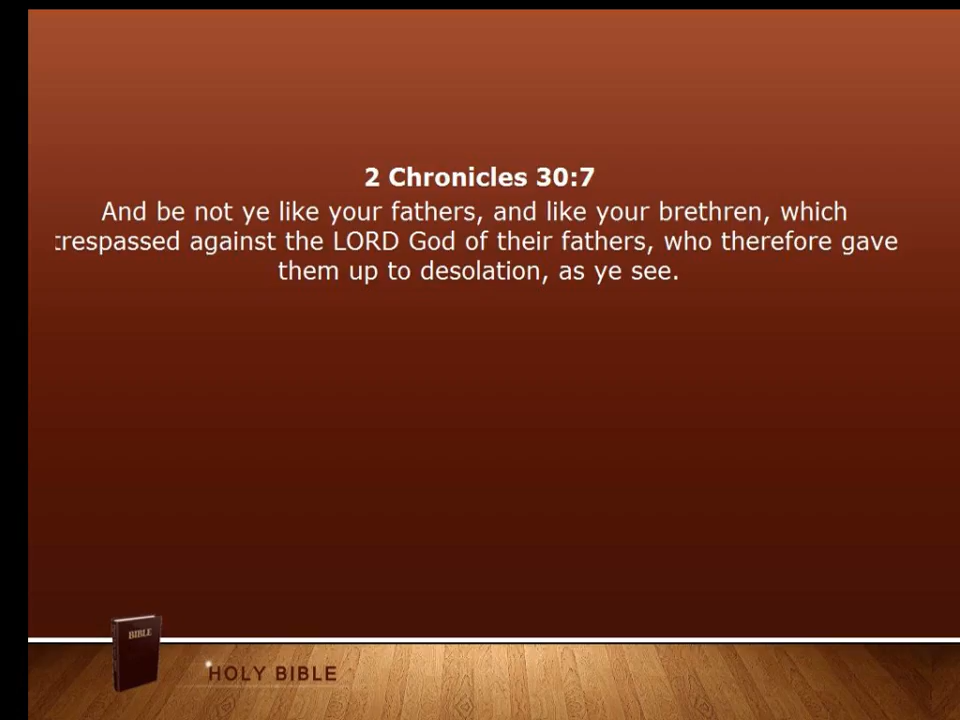 2 Chronicles 30:7
And be not ye like your fathers, and like your brethren, which
trespassed against the LORD God of their fathers, who therefore gave
them up to desolation, as ye see.
BIBLE
HOLY BIBLE